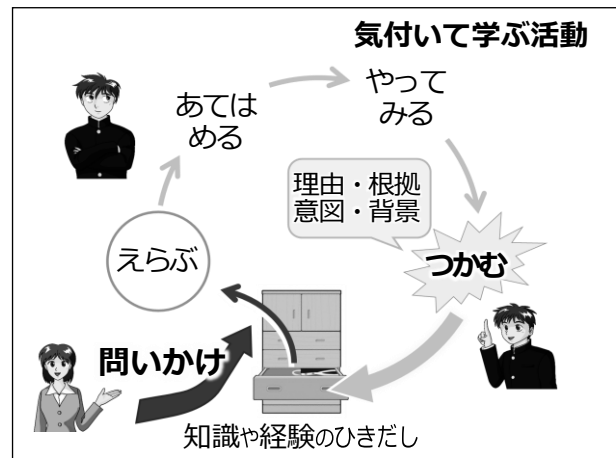 気付いて学ぶ活動
やって
みる
あては
める
理由・根拠
意図・背景
つかむ
えらぶ
問いかけ
知識や経験のひきだし